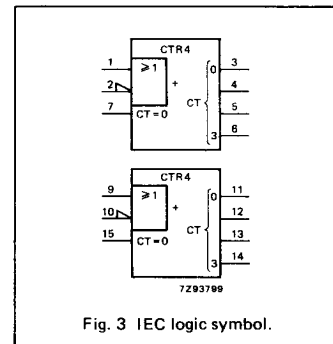 CTR4
1 ≥1 0 3
2 + 4
7 CT=0 CT 5
3 6
CTR4
9 ≥1 0 11
10 + 12
15 CT=0 CT 13
3 14
7Z93799
Fig. 3 IEC logic symbol.